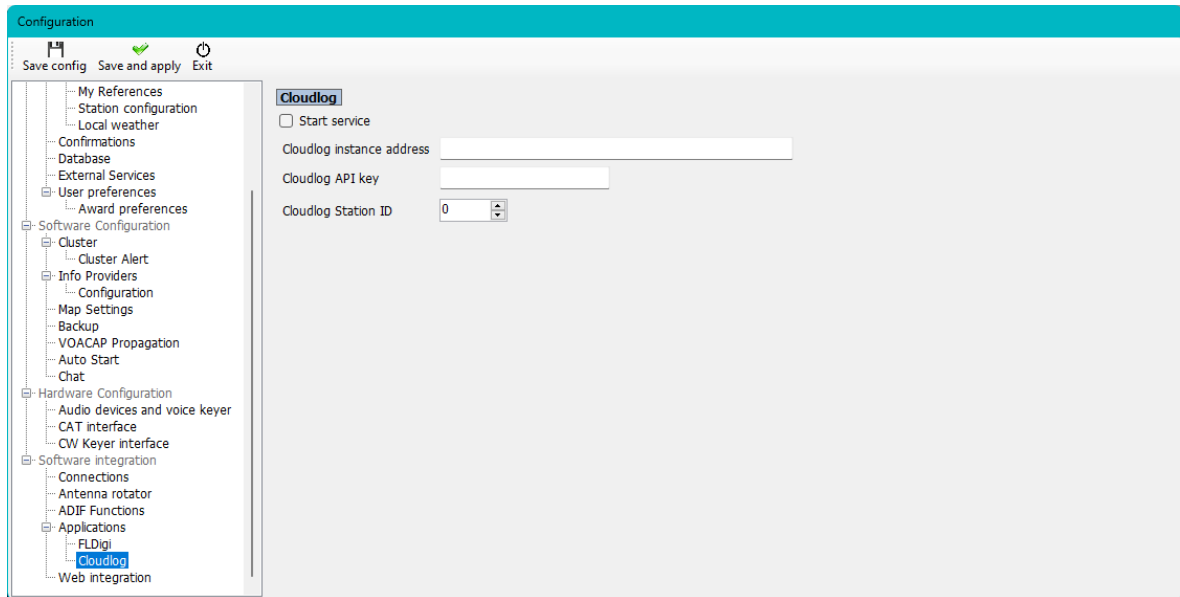 Configuration
Save config Save and apply Exit
My References
Station configuration
Local weather
Confirmations
Database
External Services
User preferences
Award preferences
Software Configuration
Cluster
Cluster Alert
Info Providers
Configuration
Map Settings
Backup
VOACAP Propagation
Auto Start
Chat
Hardware Configuration
Audio devices and voice keyer
CAT interface
CW Keyer interface
Software integration
Connections
Antenna rotator
ADIF Functions
Applications
FLDigi
Cloudlog
Web integration
Cloudlog
Start service
Cloudlog instance address
Cloudlog API key
Cloudlog Station ID 0